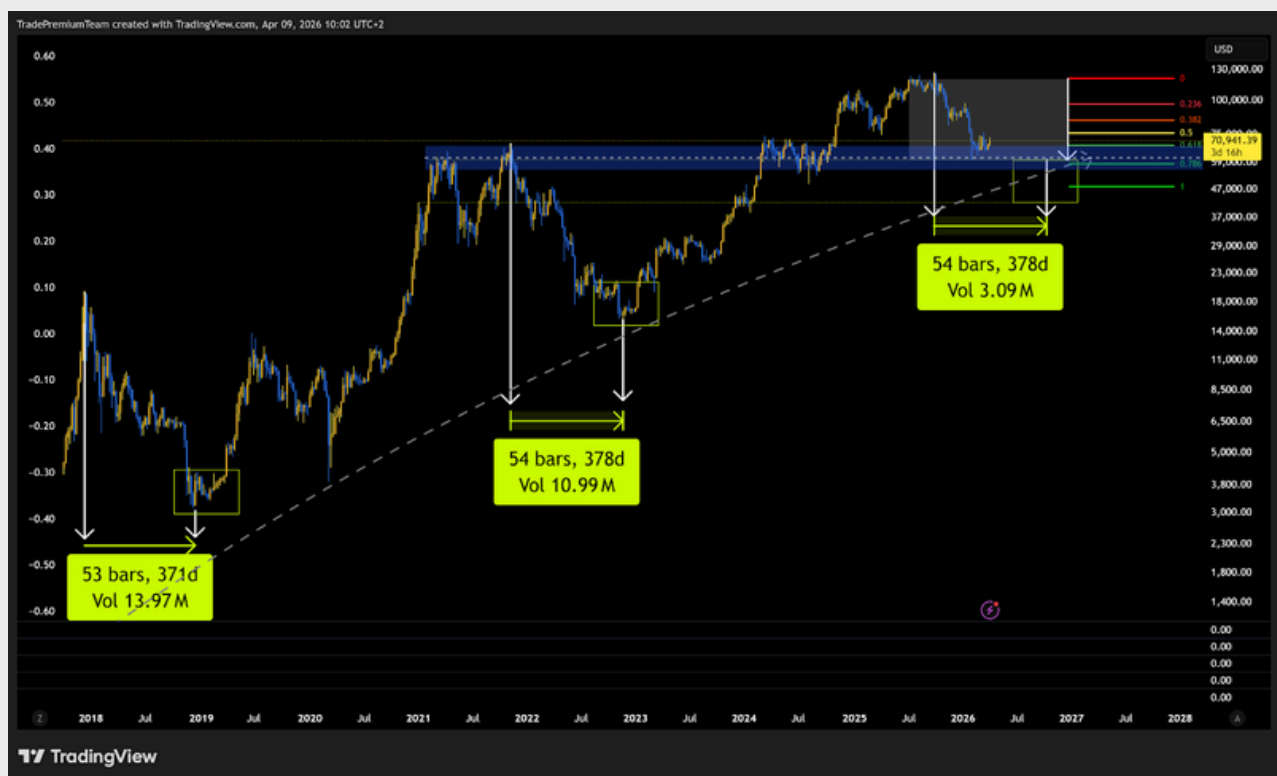 TradePremiumTeam created with TradingView.com, Apr 09, 2026 10:02 UTC+2
USD
0.60
0.50
0.40
0.30
0.20
0.10
0.00
-0.10
-0.20
-0.30
-0.40
-0.50
-0.60
130,000.00
100,000.00
70,941.39
3d 16h
59,000.00
47,000.00
37,000.00
29,000.00
23,000.00
18,000.00
14,000.00
11,000.00
8,500.00
6,500.00
5,000.00
3,800.00
3,000.00
2,300.00
1,800.00
1,400.00
0.00
0.00
0.00
0.00
0.00
0
0.236
0.382
0.5
0.618
0.786
1
54 bars, 378d
Vol 3.09M
54 bars, 378d
Vol 10.99M
53 bars, 371d
Vol 13.97M
Z
2018
Jul
2019
Jul
2020
Jul
2021
Jul
2022
Jul
2023
Jul
2024
Jul
2025
Jul
2026
Jul
2027
Jul
2028
A
TradingView